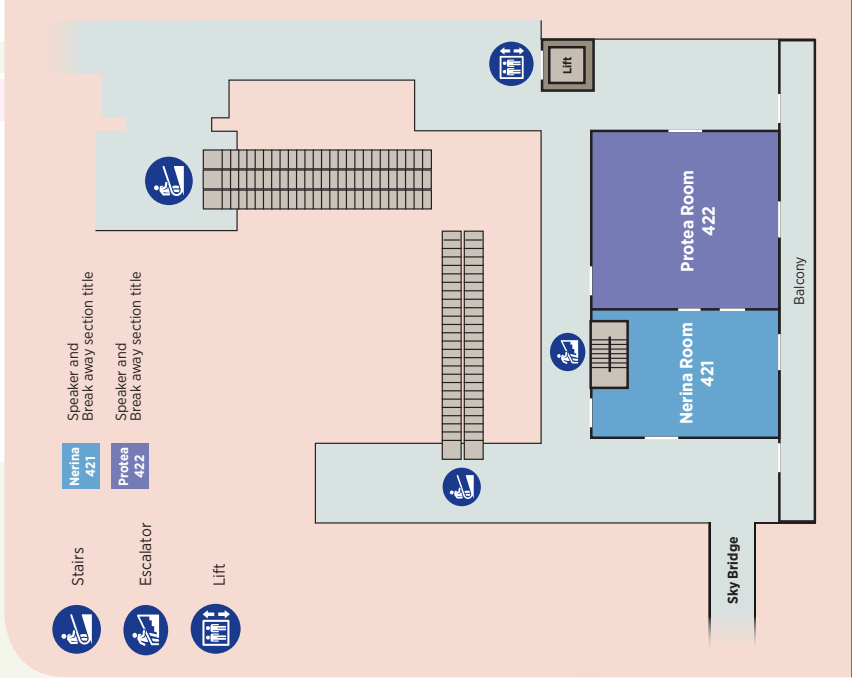 Stairs
Escalator
Lift
Nerina
421
Speaker and
Break away section title
Protea
422
Speaker and
Break away section title
Lift
Protea Room
422
Nerina Room
421
Balcony
Sky Bridge